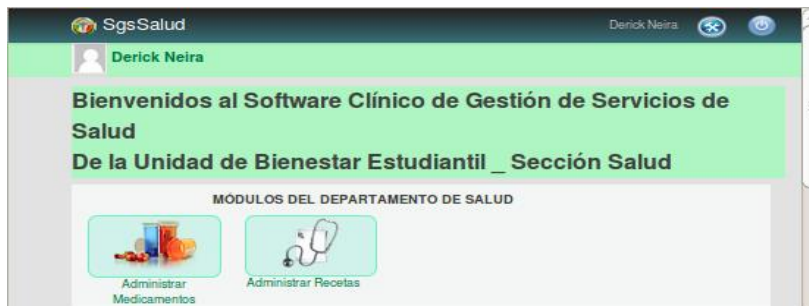 SgsSalud
Derick Neira
Derick Neira
Bienvenidos al Software Clínico de Gestión de Servicios de
Salud
De la Unidad de Bienestar Estudiantil _ Sección Salud
MÓDULOS DEL DEPARTAMENTO DE SALUD
Administrar
Medicamentos
Administrar Recetas